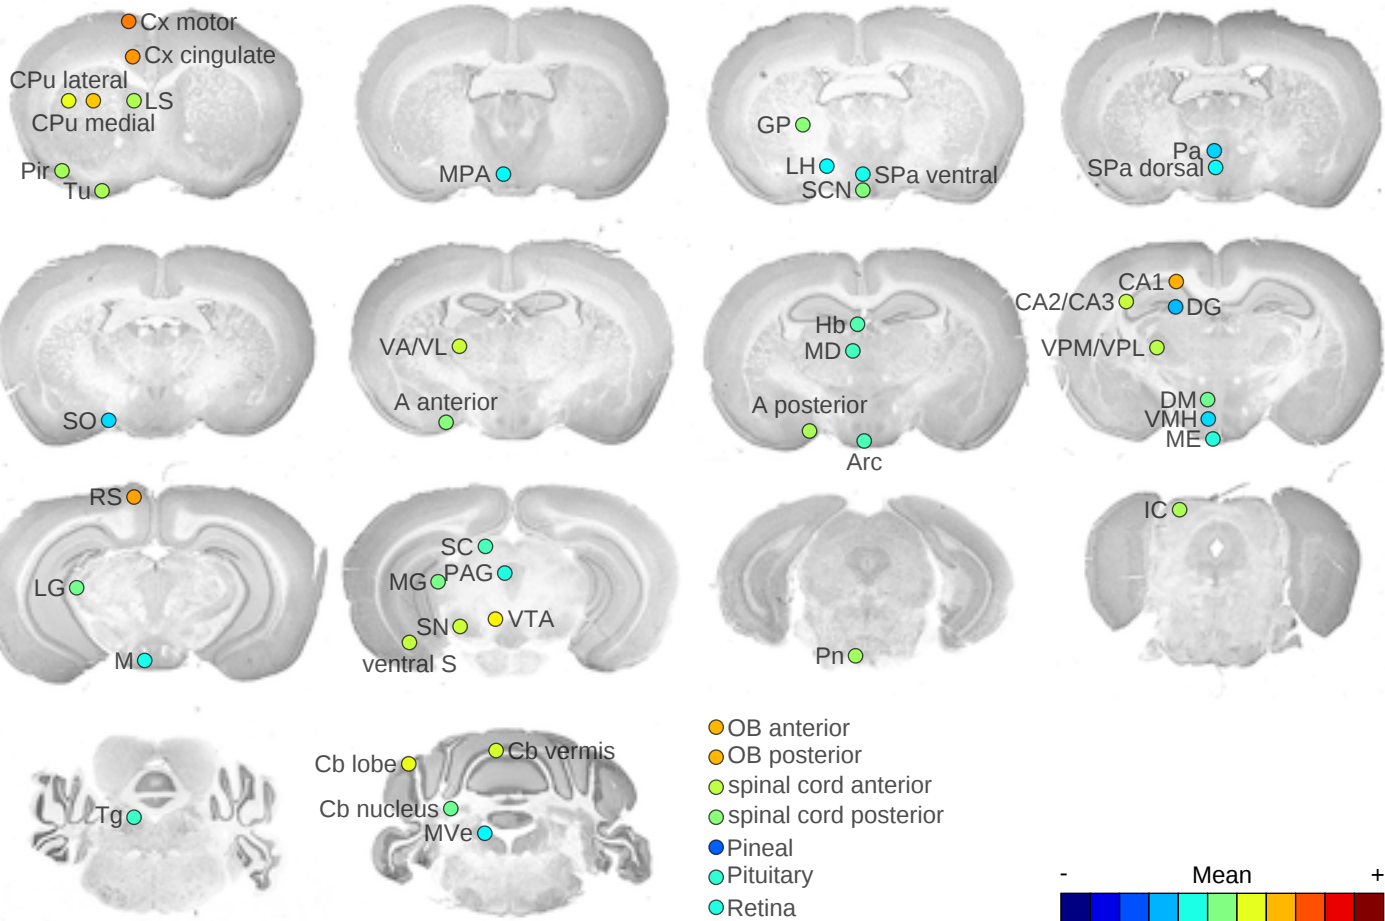 Cx motor
Cx cingulate
CPu lateral
LS
CPu medial
Pir
Tu
MPA
GP
LH
SPa ventral
SCN
Pa
SPa dorsal
SO
VA/VL
A anterior
Hb
MD
A posterior
Arc
CA1
CA2/CA3
DG
VPM/VPL
DM
VMH
ME
RS
LG
M
SC
MG
PAG
SN
VTA
ventral S
Pn
IC
Tg
Cb lobe
Cb vermis
Cb nucleus
MVe
OB anterior
OB posterior
spinal cord anterior
spinal cord posterior
Pineal
Pituitary
Retina
- Mean +